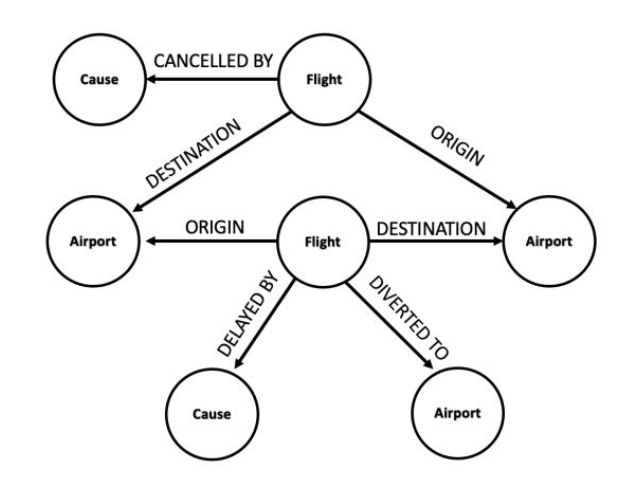 CANCELLED BY
Cause
Flight
DESTINATION
ORIGIN
Airport
ORIGIN
Flight
DESTINATION
Airport
DELAYED BY
DIVERTED TO
Cause
Airport